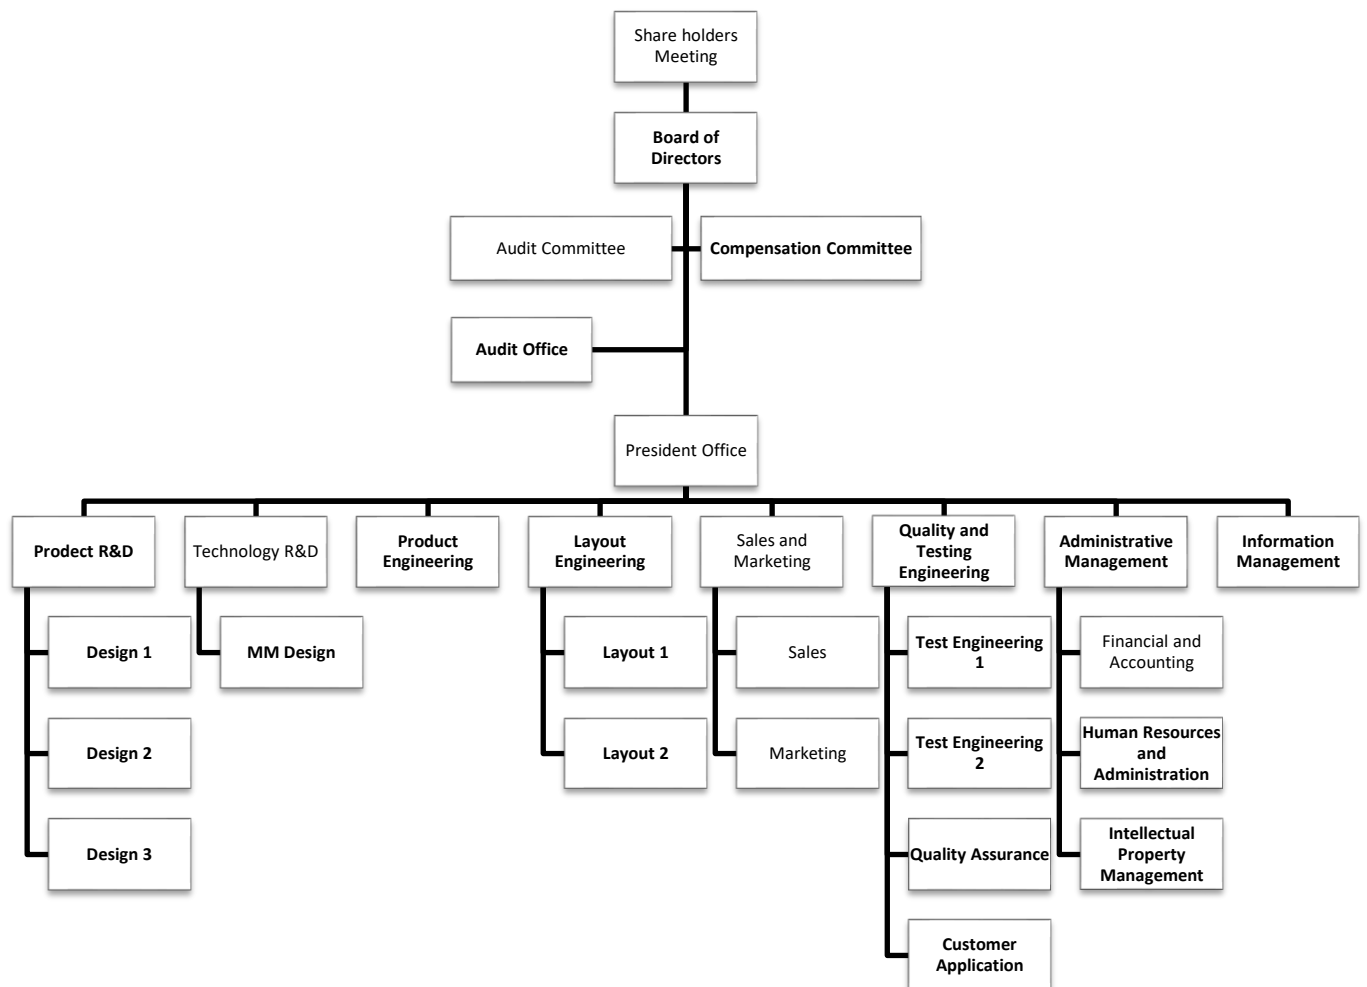 Share holders
Meeting
Board of
Directors
Audit Committee
Compensation Committee
Audit Office
President Office
Prodect R&D
Technology R&D
Product
Engineering
Layout
Engineering
Sales and
Marketing
Quality and
Testing
Engineering
Administrative
Management
Information
Management
Design 1
MM Design
Layout 1
Sales
Test Engineering
1
Financial and
Accounting
Design 2
Layout 2
Marketing
Test Engineering
2
Human Resources
and
Administration
Design 3
Quality Assurance
Intellectual
Property
Management
Customer
Application